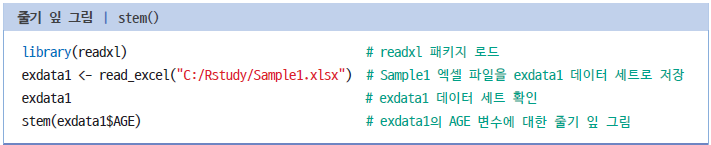 줄기 잎 그림 | stem()
library(readxl) # readxl 패키지 로드
exdata1 <- read_excel("C:/Rstudy/Sample1.xlsx") # Sample1 엑셀 파일을 exdata1 데이터 세트로 저장
exdata1 # exdata1 데이터 세트 확인
stem(exdata1$AGE) # exdata1의 AGE 변수에 대한 줄기 잎 그림